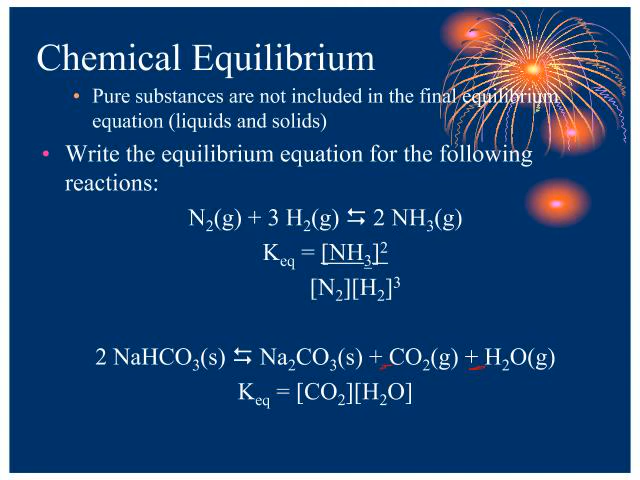 Chemical Equilibrium
• Pure substances are not included in the final equilibrium
equation (liquids and solids)
• Write the equilibrium equation for the following
reactions:
N₂(g) + 3 H₂(g) ⇆ 2 NH₃(g)
Keq = [NH₃]²
[N₂][H₂]³
2 NaHCO₃(s) ⇆ Na₂CO₃(s) + CO₂(g) + H₂O(g)
Keq = [CO₂][H₂O]